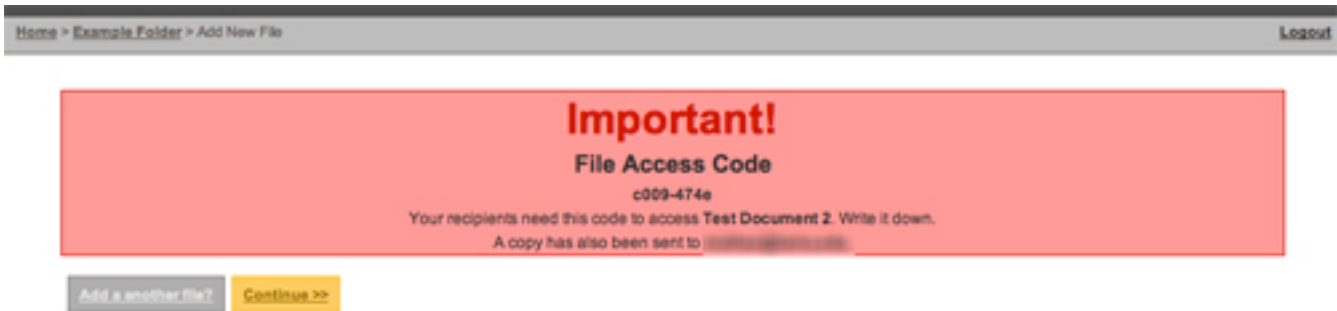 Home > Example Folder > Add New File
Logout
Important!
File Access Code
c009-474e
Your recipients need this code to access Test Document 2. Write it down.
A copy has also been sent to
Add a another file?
Continue >>